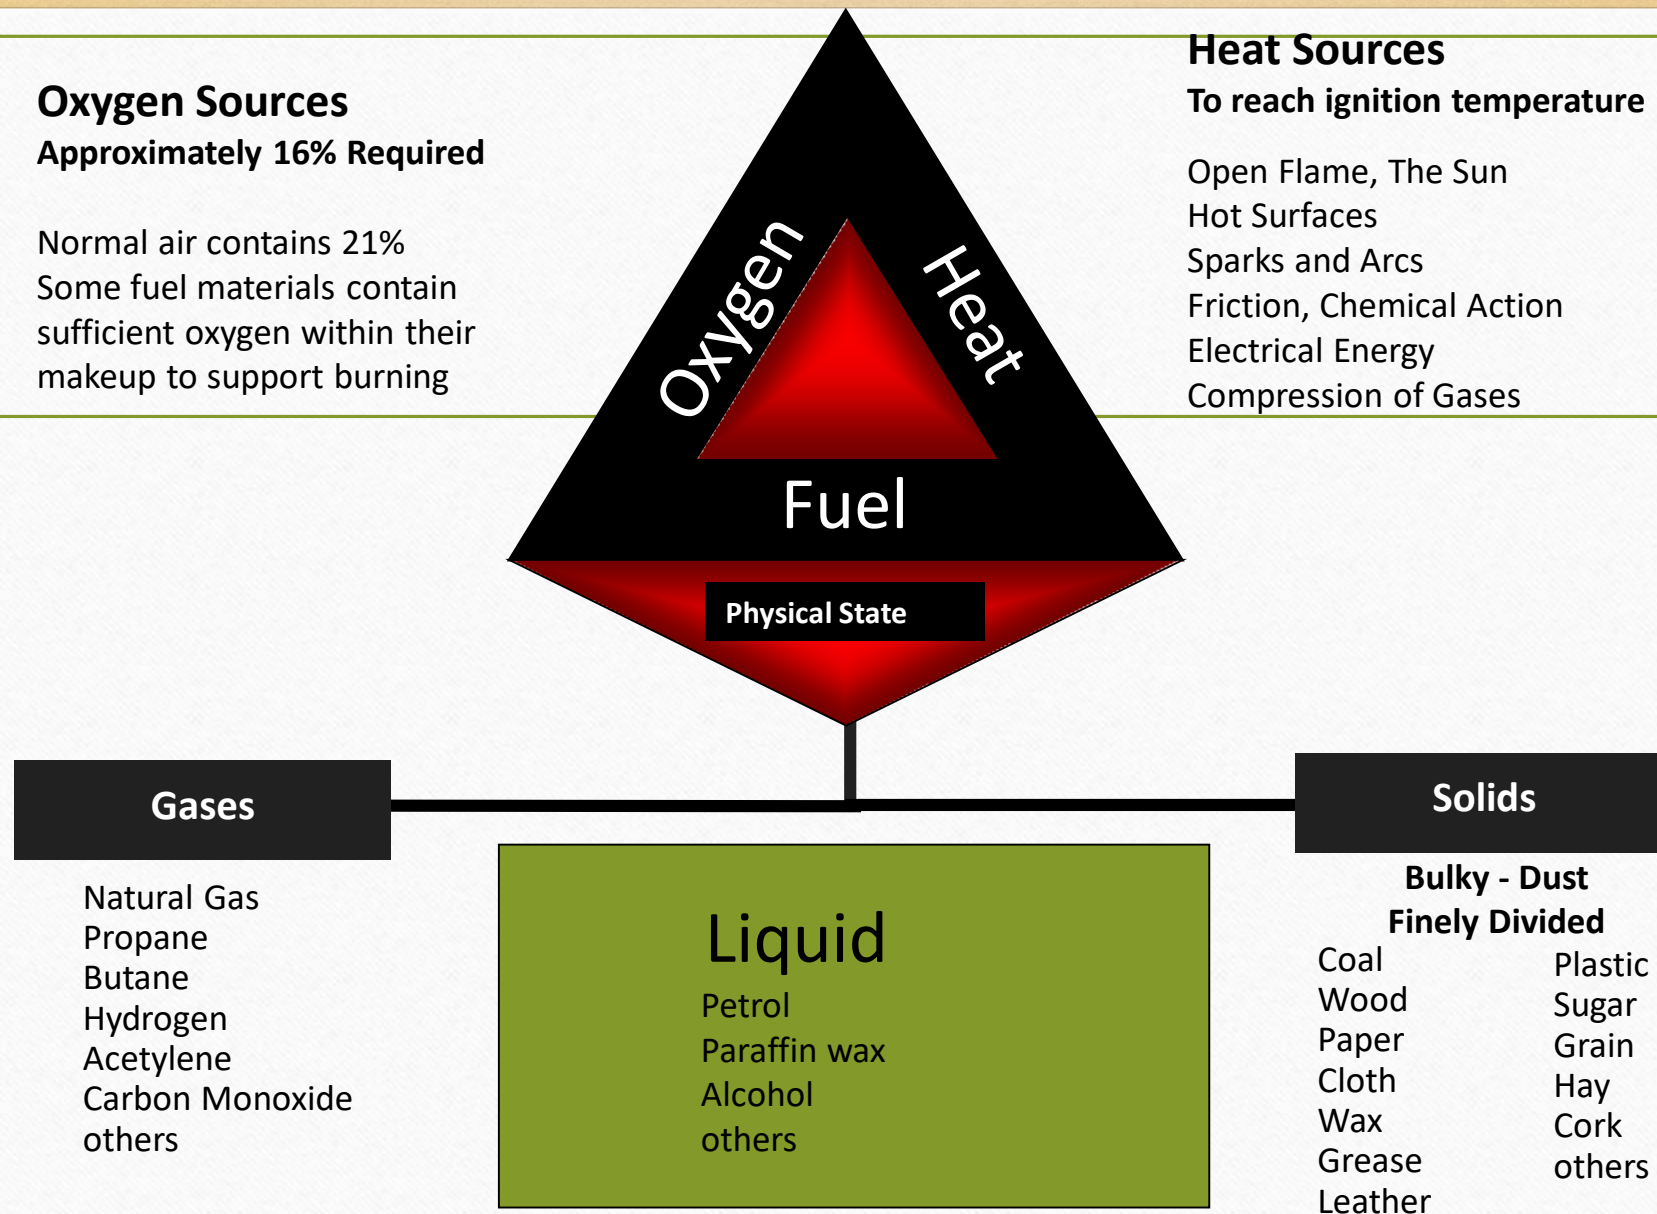 Oxygen Sources
Approximately 16% Required
Normal air contains 21%
Some fuel materials contain
sufficient oxygen within their
makeup to support burning
Heat Sources
To reach ignition temperature
Open Flame, The Sun
Hot Surfaces
Sparks and Arcs
Friction, Chemical Action
Electrical Energy
Compression of Gases
Oxygen
Heat
Fuel
Physical State
Gases
Natural Gas
Propane
Butane
Hydrogen
Acetylene
Carbon Monoxide
others
Liquid
Petrol
Paraffin wax
Alcohol
others
Solids
Bulky - Dust
Finely Divided
Coal
Wood
Paper
Cloth
Wax
Grease
Leather
Plastic
Sugar
Grain
Hay
Cork
others